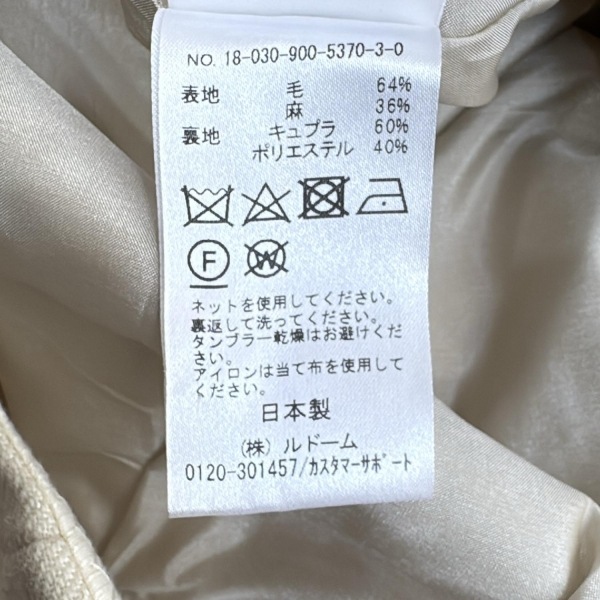 NO. 18-030-900-5370-3-0
表地 毛 64%
麻 36%
裏地 キュプラ 60%
ポリエステル 40%
F W
ネットを使用してください。
裏返して洗ってください。
タンブラー乾燥はお避けくだ
さい。
アイロンは当て布を使用して
ください。
日本製
(株) ルドーム
0120-301457/カスタマーサポート